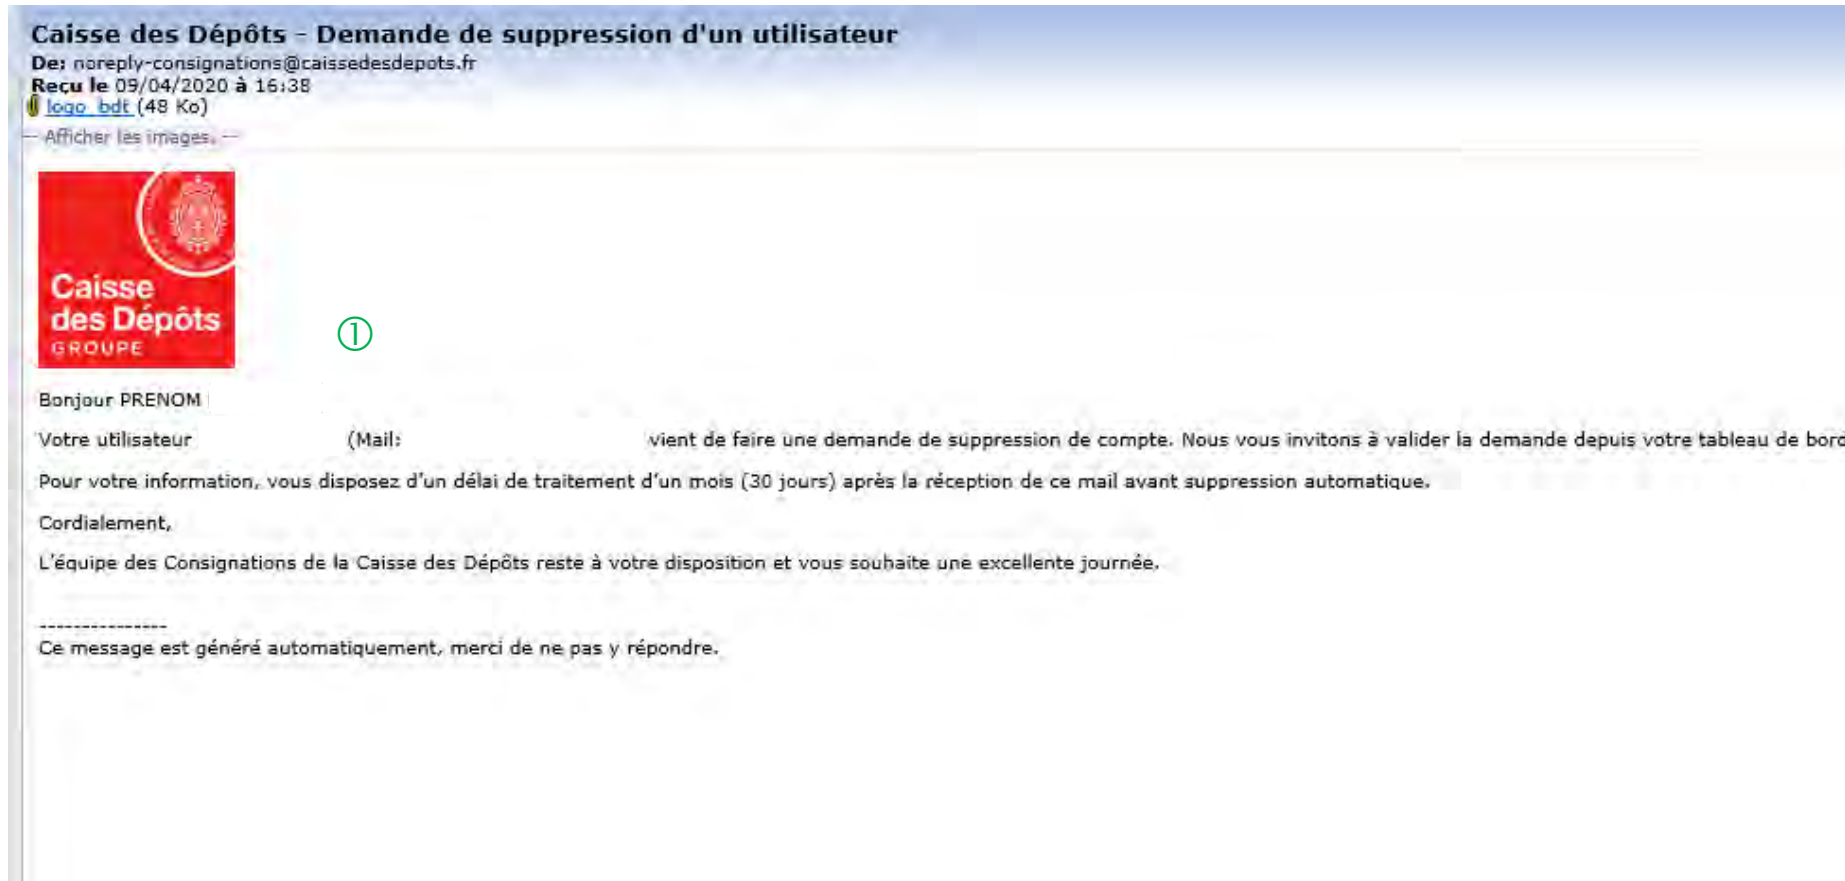 Caisse des Dépôts - Demande de suppression d'un utilisateur
De: noreply-consignations@caissedesdepots.fr
Reçu le 09/04/2020 à 16:38
logo_bdt (48 Ko)
-- Afficher les images. --
Caisse
des Dépôts
GROUPE
①
Bonjour PRENOM
Votre utilisateur (Mail: vient de faire une demande de suppression de compte. Nous vous invitons à valider la demande depuis votre tableau de bord
Pour votre information, vous disposez d'un délai de traitement d'un mois (30 jours) après la réception de ce mail avant suppression automatique.
Cordialement,
L'équipe des Consignations de la Caisse des Dépôts reste à votre disposition et vous souhaite une excellente journée.
---------------
Ce message est généré automatiquement, merci de ne pas y répondre.